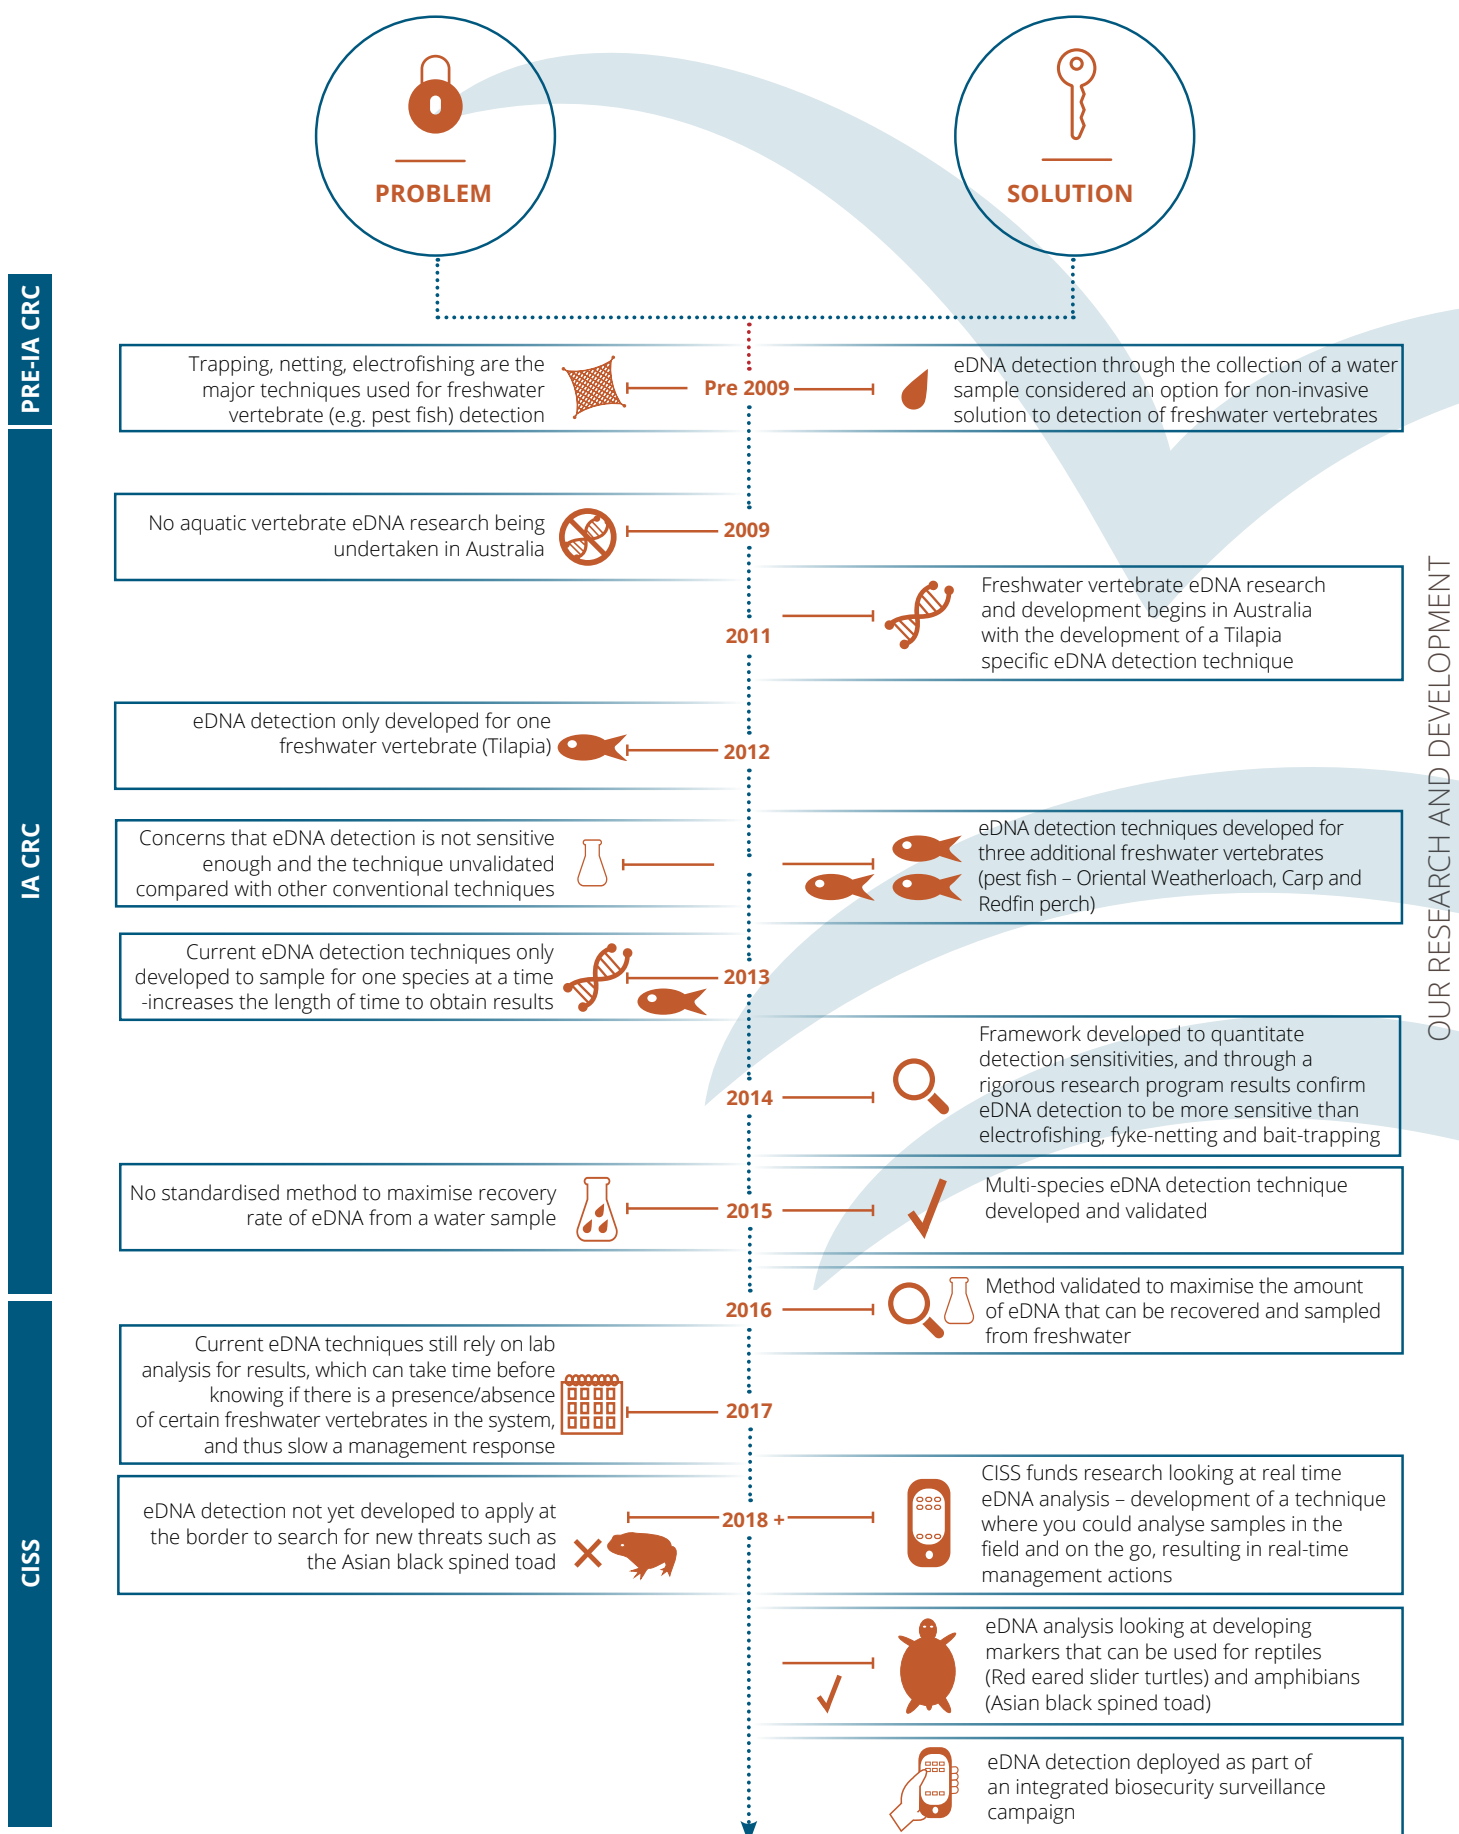 PROBLEM
SOLUTION
PRE-IA CRC
Trapping, netting, electrofishing are the
major techniques used for freshwater
vertebrate (e.g. pest fish) detection
Pre 2009
eDNA detection through the collection of a water
sample considered an option for non-invasive
solution to detection of freshwater vertebrates
IA CRC
No aquatic vertebrate eDNA research being
undertaken in Australia
2009
2011
Freshwater vertebrate eDNA research
and development begins in Australia
with the development of a Tilapia
specific eDNA detection technique
eDNA detection only developed for one
freshwater vertebrate (Tilapia)
2012
Concerns that eDNA detection is not sensitive
enough and the technique unvalidated
compared with other conventional techniques
eDNA detection techniques developed for
three additional freshwater vertebrates
(pest fish – Oriental Weatherloach, Carp and
Redfin perch)
Current eDNA detection techniques only
developed to sample for one species at a time
-increases the length of time to obtain results
2013
2014
Framework developed to quantitate
detection sensitivities, and through a
rigorous research program results confirm
eDNA detection to be more sensitive than
electrofishing, fyke-netting and bait-trapping
No standardised method to maximise recovery
rate of eDNA from a water sample
2015
Multi-species eDNA detection technique
developed and validated
2016
Method validated to maximise the amount
of eDNA that can be recovered and sampled
from freshwater
CISS
Current eDNA techniques still rely on lab
analysis for results, which can take time before
knowing if there is a presence/absence
of certain freshwater vertebrates in the system,
and thus slow a management response
2017
eDNA detection not yet developed to apply at
the border to search for new threats such as
the Asian black spined toad
2018 +
CISS funds research looking at real time
eDNA analysis – development of a technique
where you could analyse samples in the
field and on the go, resulting in real-time
management actions
eDNA analysis looking at developing
markers that can be used for reptiles
(Red eared slider turtles) and amphibians
(Asian black spined toad)
eDNA detection deployed as part of
an integrated biosecurity surveillance
campaign
OUR RESEARCH AND DEVELOPMENT